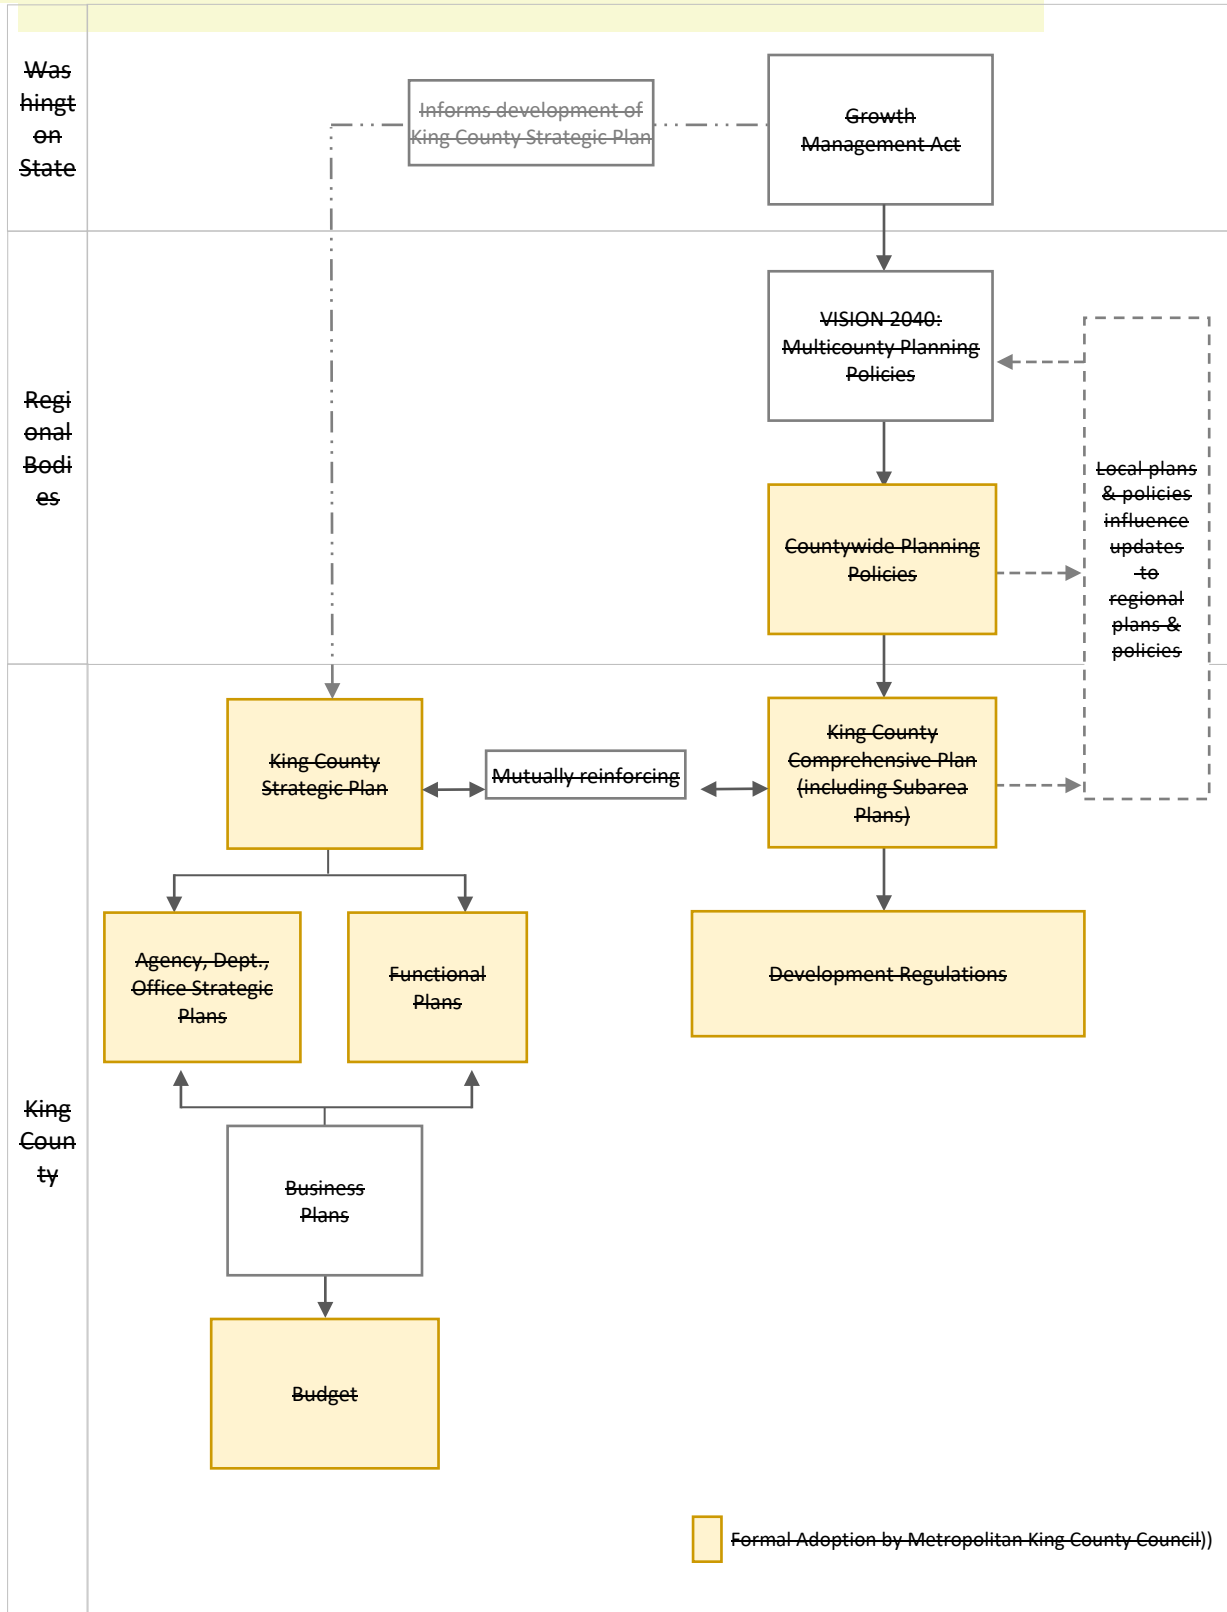 Was
hingt
on
State
Informs development of
King County Strategic Plan
Growth
Management Act
Regi
onal
Bodi
es
VISION 2040:
Multicounty Planning
Policies
Countywide Planning
Policies
Local plans
& policies
influence
updates
to
regional
plans &
policies
King
Coun
ty
King County
Strategic Plan
Mutually reinforcing
King County
Comprehensive Plan
(including Subarea
Plans)
Agency, Dept.,
Office Strategic
Plans
Functional
Plans
Development Regulations
Business
Plans
Budget
Formal Adoption by Metropolitan King County Council))